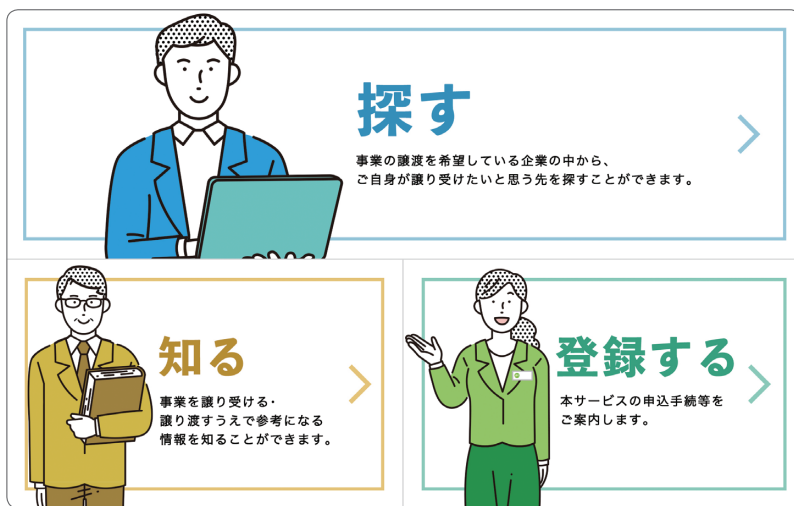 探す
事業の譲渡を希望している企業の中から、
ご自身が譲り受けたいと思う先を探すことができます。
知る
事業を譲り受ける・
譲り渡すうえで参考になる
情報を知ることができます。
登録する
本サービスの申込手続等を
ご案内します。